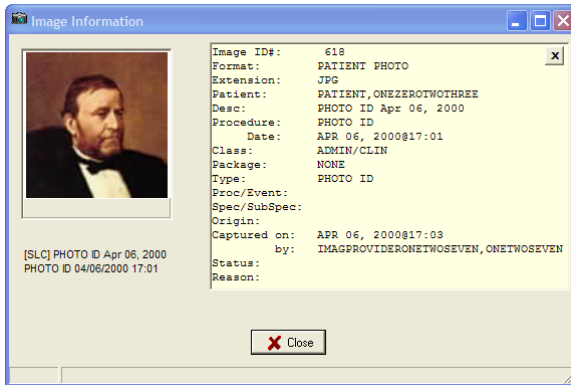 Image Information
Image ID#: 618
Format: PATIENT PHOTO
Extension: JPG
Patient: PATIENT,ONEZEROTWOTHREE
Desc: PHOTO ID Apr 06, 2000
Procedure: PHOTO ID
Date: APR 06, 2000@17:01
Class: ADMIN/CLIN
Package: NONE
Type: PHOTO ID
Proc/Event:
Spec/SubSpec:
Origin:
Captured on: APR 06, 2000@17:03
by: IMAGPROVIDERONETWOSEVEN,ONETWOSEVEN
Status:
Reason:
x
[SLC] PHOTO ID Apr 06, 2000
PHOTO ID 04/06/2000 17:01
Close